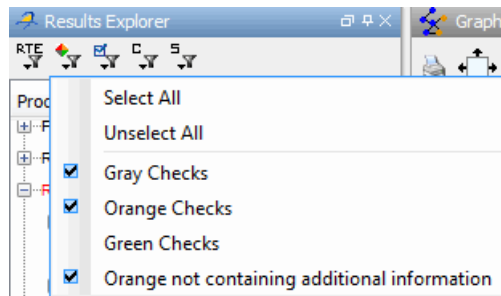 Results Explorer
Graph
RTE
C
S
Proc
F
Select All
Unselect All
R
Gray Checks
R
Orange Checks
Green Checks
Orange not containing additional information